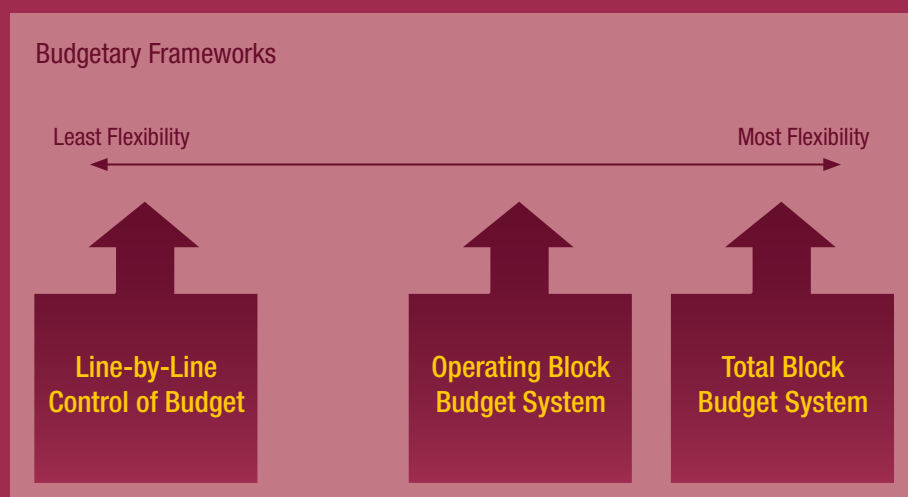 Budgetary Frameworks
Least Flexibility
Most Flexibility
Line-by-Line
Control of Budget
Operating Block
Budget System
Total Block
Budget System